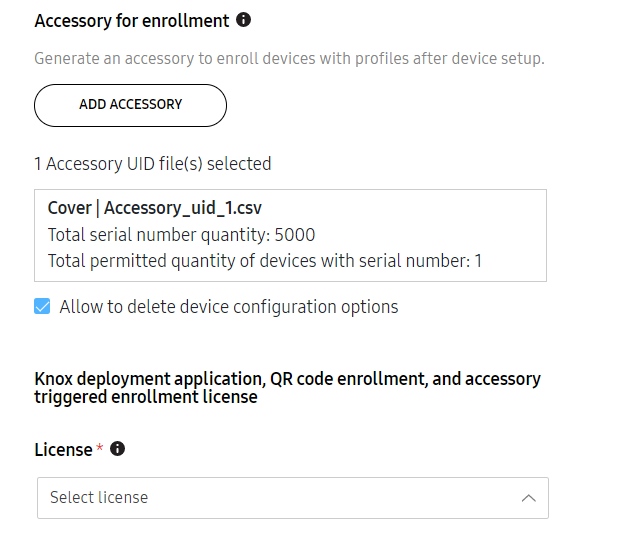 Accessory for enrollment
Generate an accessory to enroll devices with profiles after device setup.
ADD ACCESSORY
1 Accessory UID file(s) selected
Cover | Accessory_uid_1.csv
Total serial number quantity: 5000
Total permitted quantity of devices with serial number: 1
Allow to delete device configuration options
Knox deployment application, QR code enrollment, and accessory
triggered enrollment license
License *
Select license